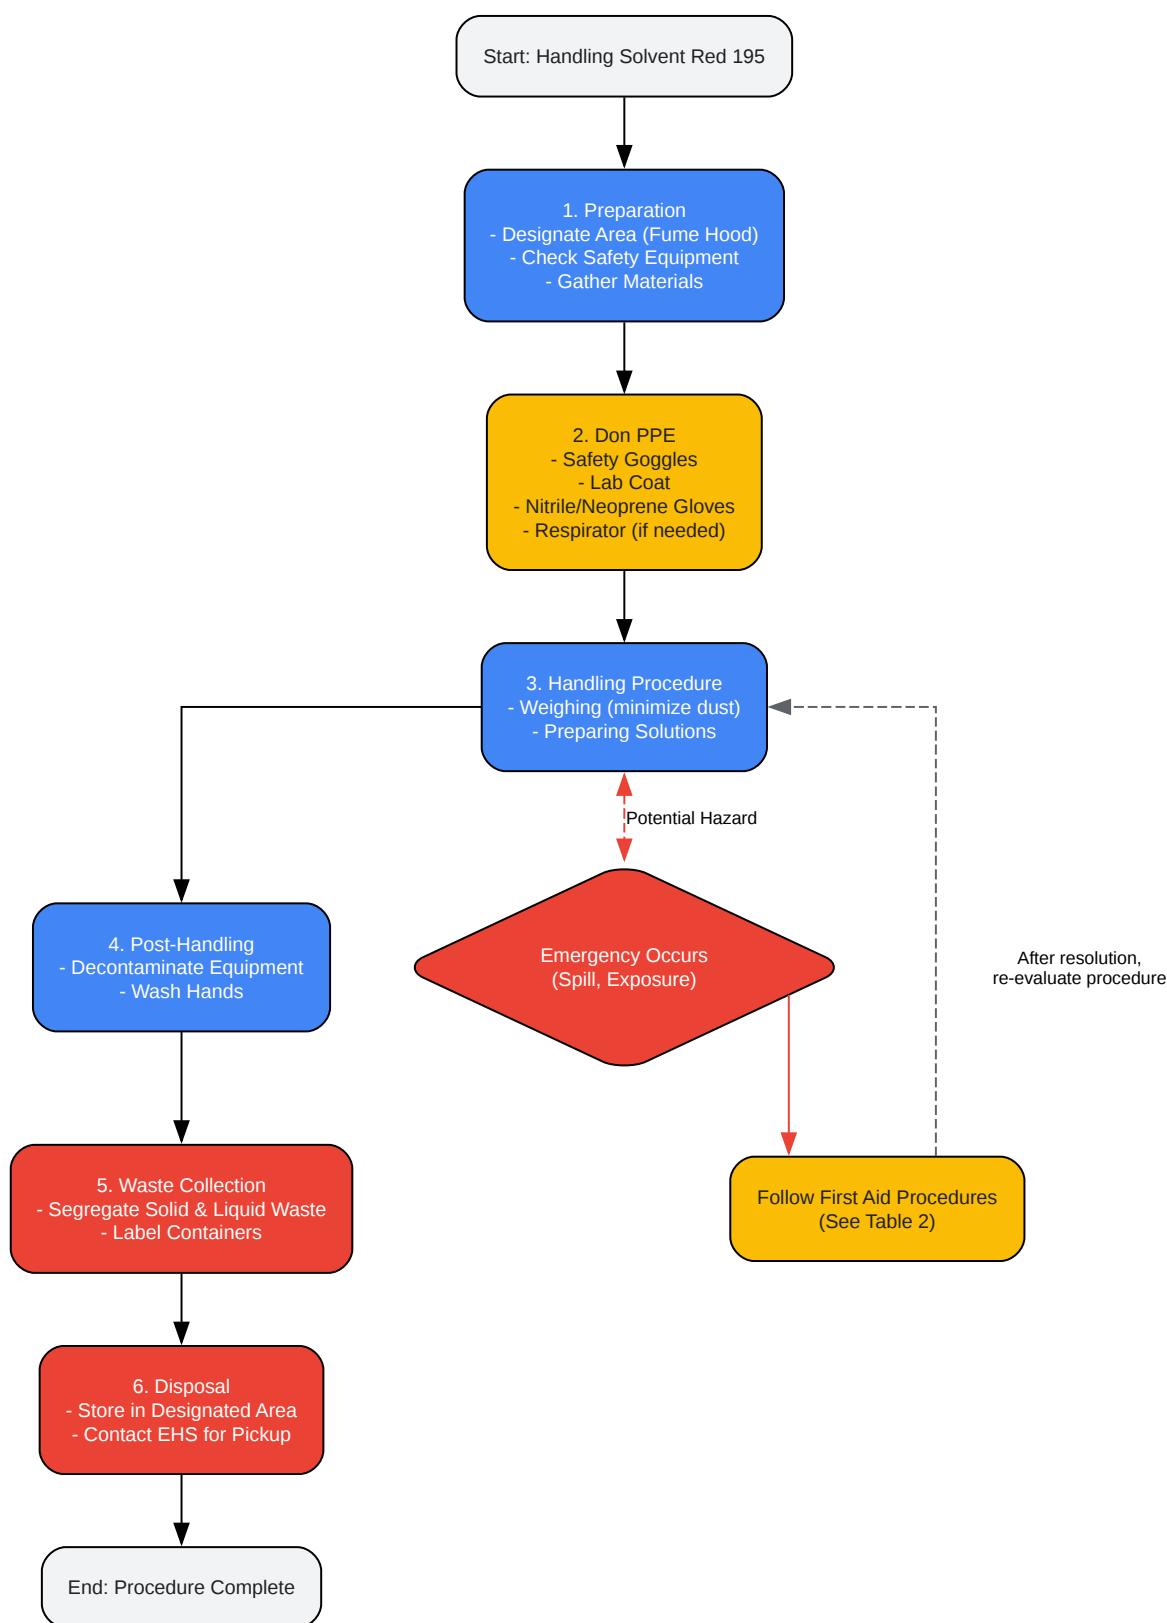 Start: Handling Solvent Red 195
1. Preparation
- Designate Area (Fume Hood)
- Check Safety Equipment
- Gather Materials
2. Don PPE
- Safety Goggles
- Lab Coat
- Nitrile/Neoprene Gloves
- Respirator (if needed)
3. Handling Procedure
- Weighing (minimize dust)
- Preparing Solutions
Potential Hazard
4. Post-Handling
- Decontaminate Equipment
- Wash Hands
Emergency Occurs
(Spill, Exposure)
After resolution,
re-evaluate procedure
5. Waste Collection
- Segregate Solid & Liquid Waste
- Label Containers
Follow First Aid Procedures
(See Table 2)
6. Disposal
- Store in Designated Area
- Contact EHS for Pickup
End: Procedure Complete